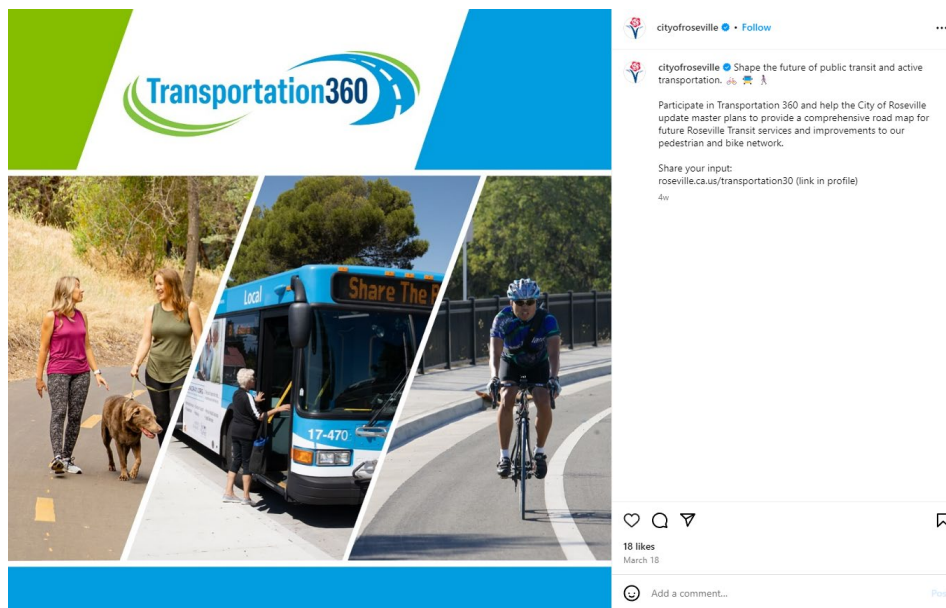 Transportation360
Local
Share The R
17-470
cityofroseville • Follow
cityofroseville Shape the future of public transit and active
transportation. 🚲 🚍 🚶
Participate in Transportation 360 and help the City of Roseville
update master plans to provide a comprehensive road map for
future Roseville Transit services and improvements to our
pedestrian and bike network.
Share your input:
roseville.ca.us/transportation30 (link in profile)
4w
18 likes
March 18
Add a comment...